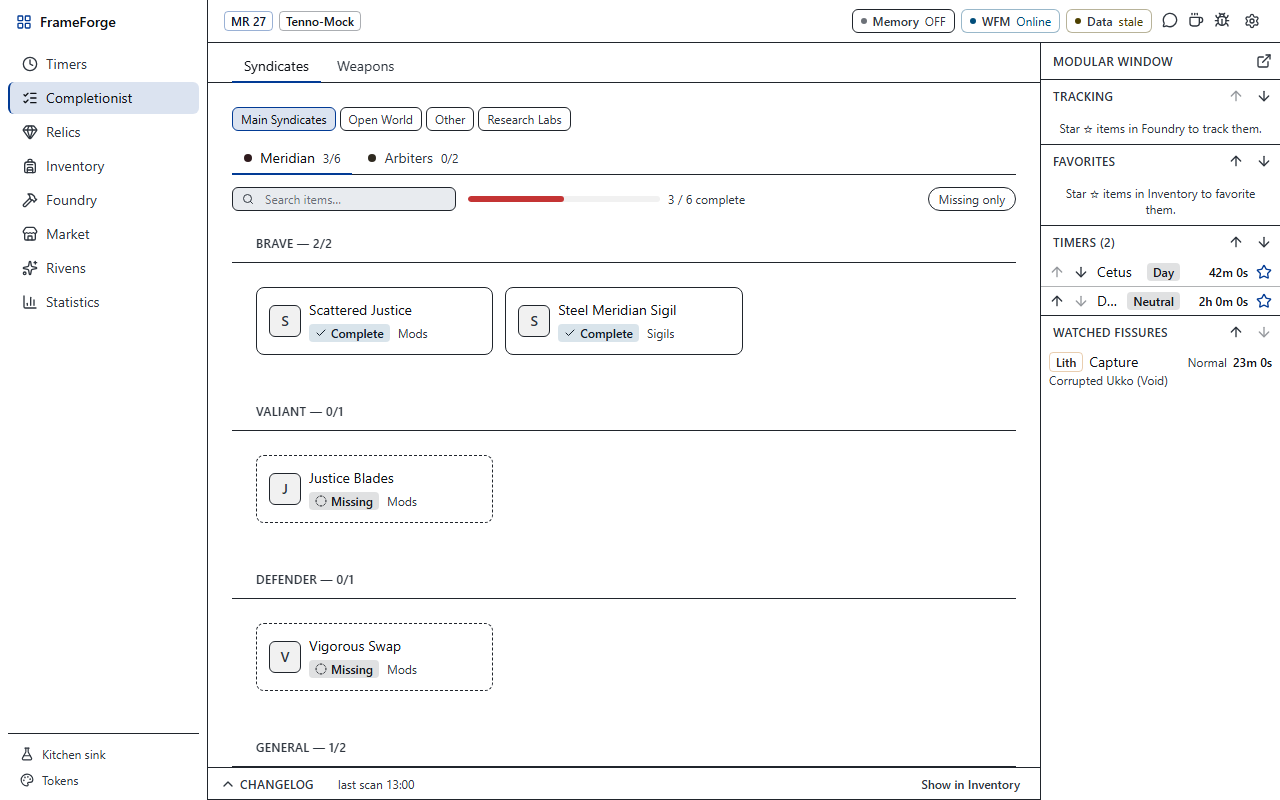 FrameForge
Timers
Completionist
Relics
Inventory
Foundry
Market
Rivens
Statistics
Kitchen sink
Tokens
MR 27
Tenno-Mock
Memory OFF
WFM Online
Data stale
Syndicates
Weapons
Main Syndicates
Open World
Other
Research Labs
Meridian 3/6
Arbiters 0/2
Search items...
3 / 6 complete
Missing only
BRAVE — 2/2
S
Scattered Justice
Complete Mods
S
Steel Meridian Sigil
Complete Sigils
VALIANT — 0/1
J
Justice Blades
Missing Mods
DEFENDER — 0/1
V
Vigorous Swap
Missing Mods
GENERAL — 1/2
CHANGELOG
last scan 13:00
Show in Inventory
MODULAR WINDOW
TRACKING
Star ☆ items in Foundry to track them.
FAVORITES
Star ☆ items in Inventory to favorite
them.
TIMERS (2)
Cetus Day 42m 0s
D... Neutral 2h 0m 0s
WATCHED FISSURES
Lith Capture Normal 23m 0s
Corrupted Ukko (Void)